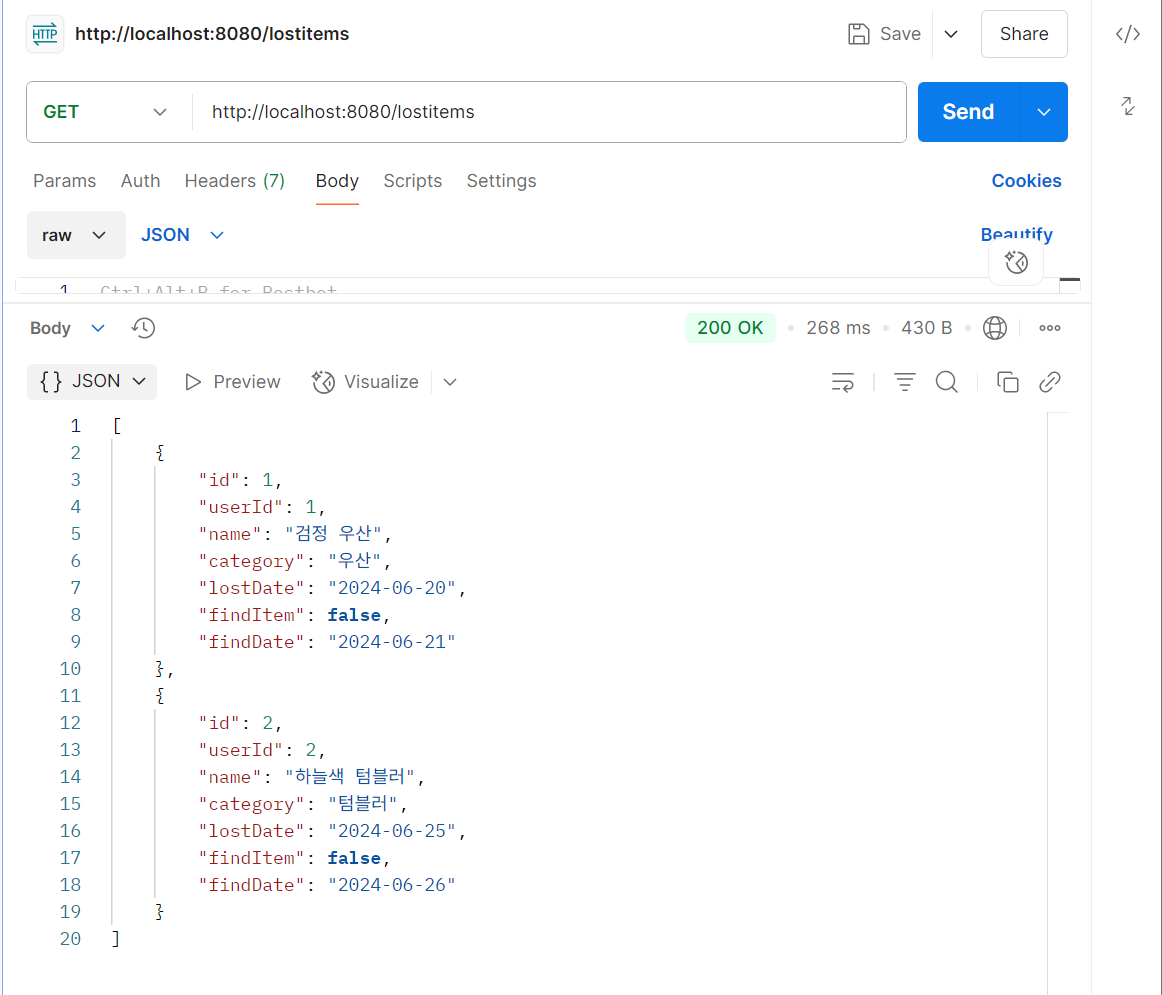 HTTP http://localhost:8080/lostitems Save Share
GET http://localhost:8080/lostitems Send
Params Auth Headers (7) Body Scripts Settings Cookies
raw JSON Beautify
1 Ctrl+Alt+P for Postbot
Body 200 OK • 268 ms • 430 B •
{} JSON Preview Visualize
1 [
2 {
3 "id": 1,
4 "userId": 1,
5 "name": "검정 우산",
6 "category": "우산",
7 "lostDate": "2024-06-20",
8 "findItem": false,
9 "findDate": "2024-06-21"
10 },
11 {
12 "id": 2,
13 "userId": 2,
14 "name": "하늘색 텀블러",
15 "category": "텀블러",
16 "lostDate": "2024-06-25",
17 "findItem": false,
18 "findDate": "2024-06-26"
19 }
20 ]